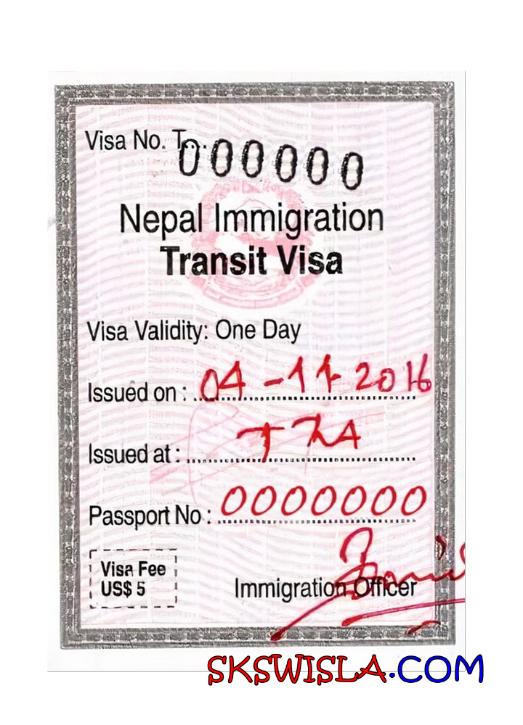 Visa No. T..000000
Nepal Immigration
Transit Visa
Visa Validity: One Day
Issued on : 04-11 2016
Issued at : TIA
Passport No.: 0000000
Visa Fee
US$ 5
Immigration Officer
SKSWISLA.COM